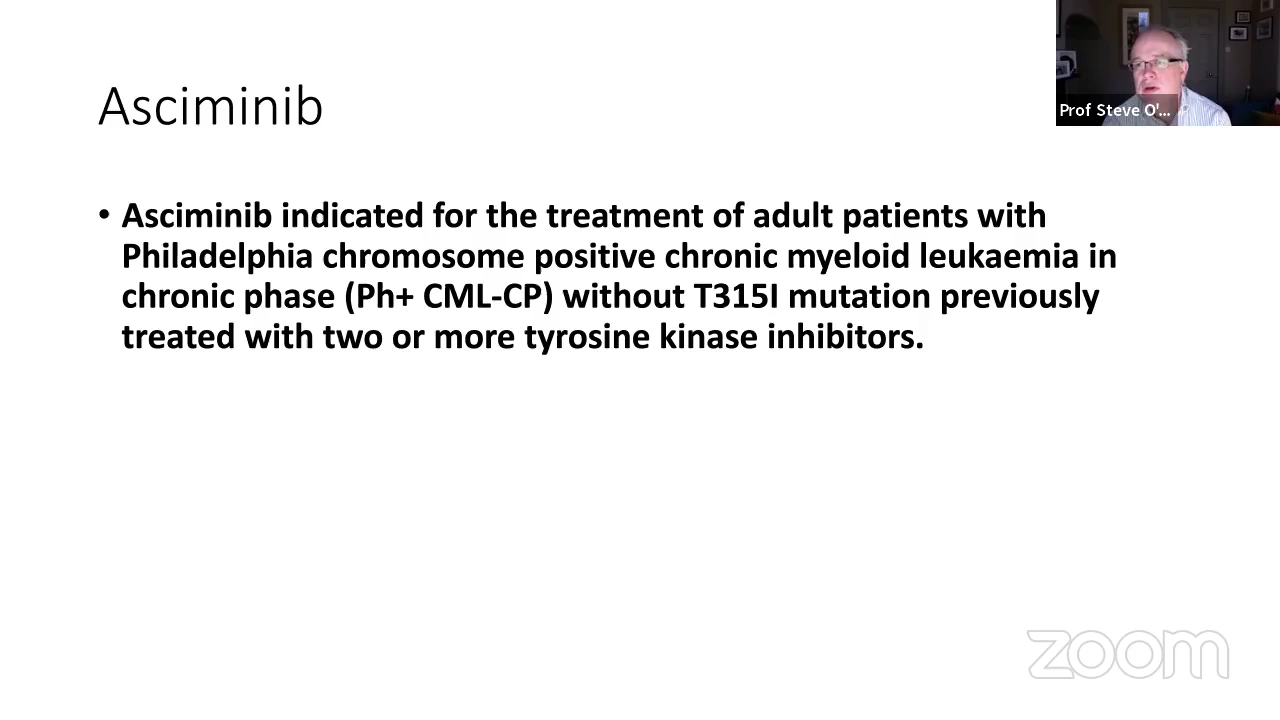 Prof Steve O'...
Asciminib
• Asciminib indicated for the treatment of adult patients with
Philadelphia chromosome positive chronic myeloid leukaemia in
chronic phase (Ph+ CML-CP) without T315I mutation previously
treated with two or more tyrosine kinase inhibitors.
zoom